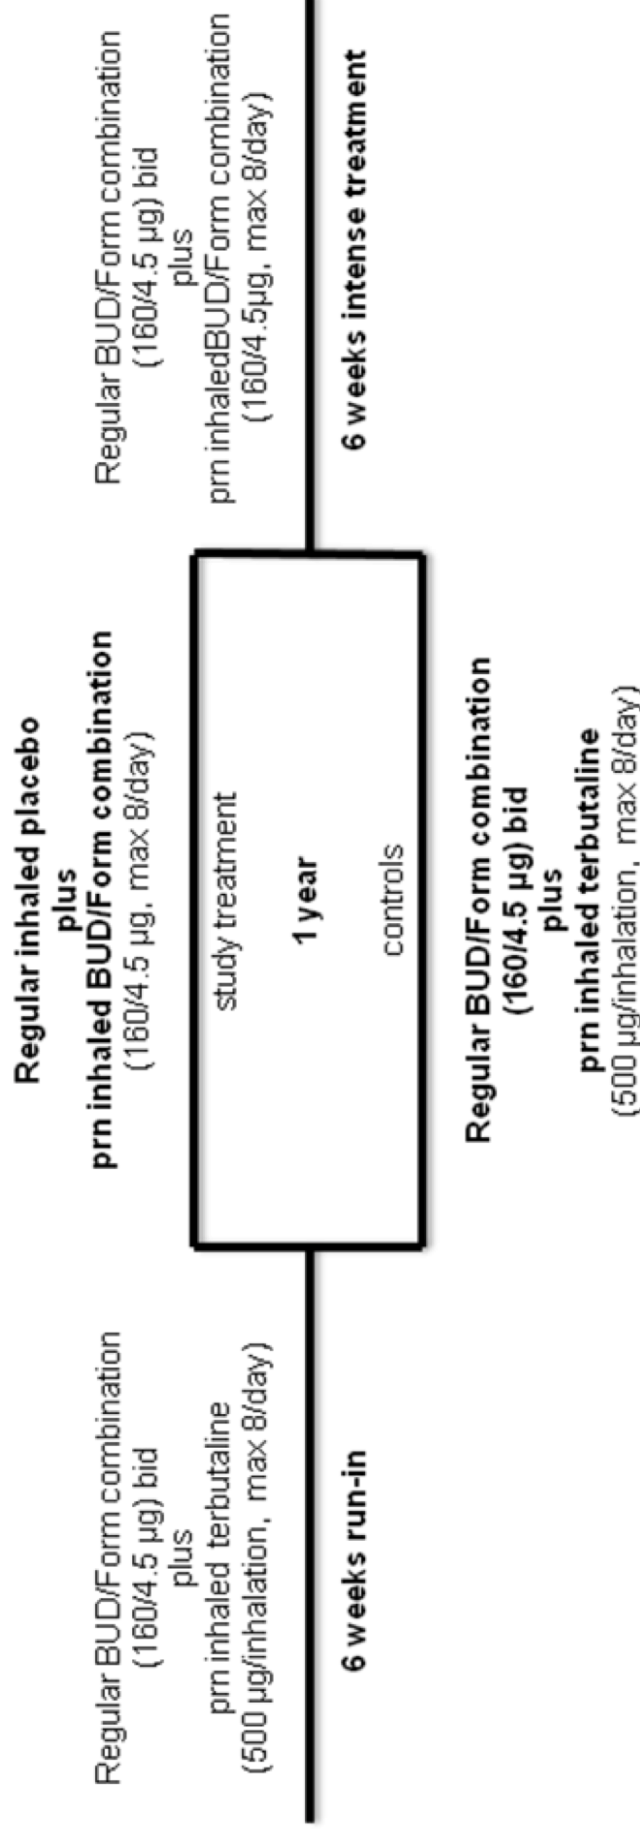 Regular BUD/Form combination
(160/4.5 µg) bid
plus
prn inhaled terbutaline
(500 µg/inhalation, max 8/day)
6 weeks run-in
Regular inhaled placebo
plus
prn inhaled BUD/Form combination
(160/4.5 µg, max 8/day)
study treatment
1 year
controls
Regular BUD/Form combination
(160/4.5 µg) bid
plus
prn inhaled terbutaline
(500 µg/inhalation, max 8/day)
Regular BUD/Form combination
(160/4.5 µg) bid
plus
prn inhaledBUD/Form combination
(160/4.5µg, max 8/day)
6 weeks intense treatment